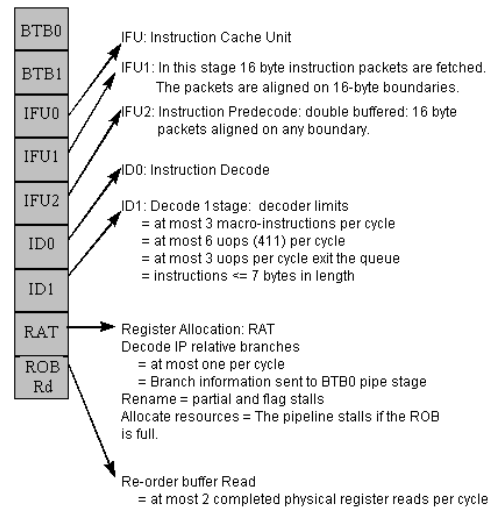 BTB0
BTB1
IFU0
IFU1
IFU2
ID0
ID1
RAT
ROB
Rd
IFU: Instruction Cache Unit
IFU1: In this stage 16 byte instruction packets are fetched.
The packets are aligned on 16-byte boundaries.
IFU2: Instruction Predecode: double buffered: 16 byte
packets aligned on any boundary.
ID0: Instruction Decode
ID1: Decode 1stage: decoder limits
= at most 3 macro-instructions per cycle
= at most 6 uops (411) per cycle
= at most 3 uops per cycle exit the queue
= instructions <= 7 bytes in length
Register Allocation: RAT
Decode IP relative branches
= at most one per cycle
= Branch information sent to BTB0 pipe stage
Rename = partial and flag stalls
Allocate resources = The pipeline stalls if the ROB
is full.
Re-order buffer Read
= at most 2 completed physical register reads per cycle